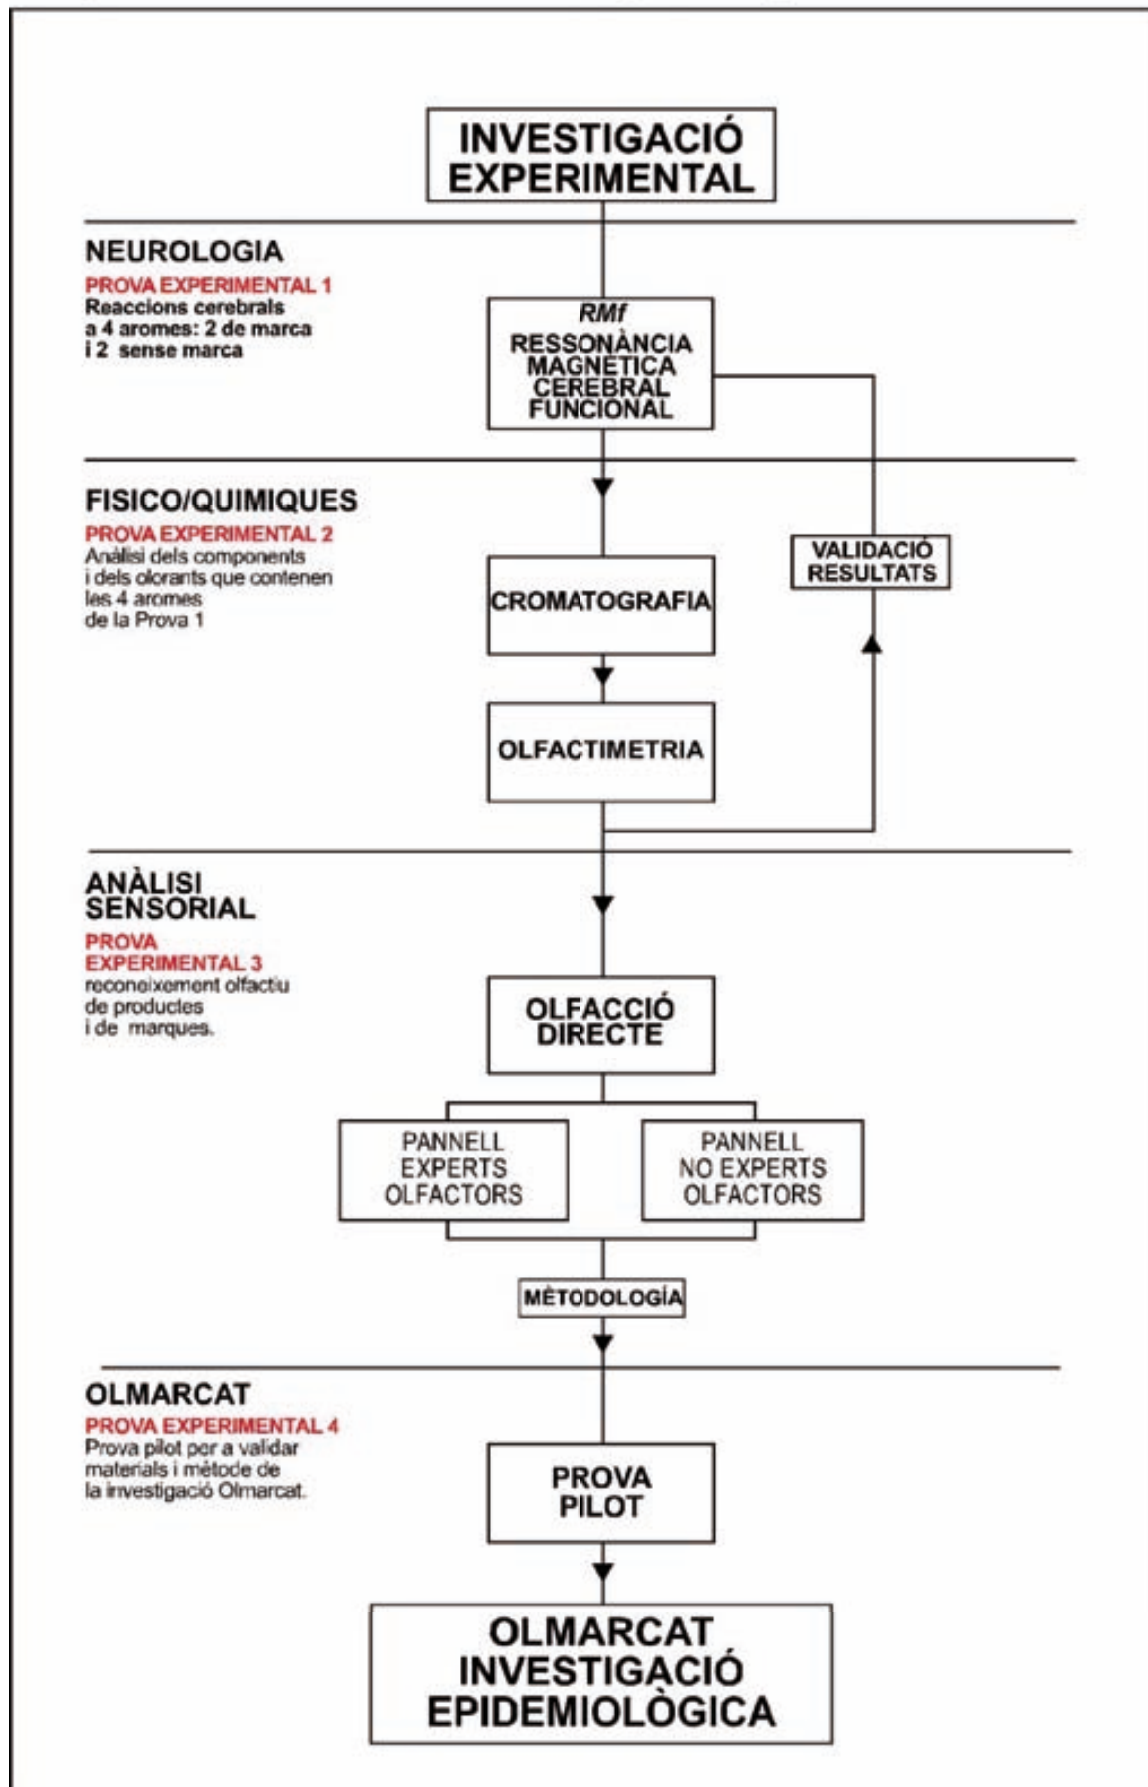 INVESTIGACIÓ
EXPERIMENTAL
NEUROLOGIA
PROVA EXPERIMENTAL 1
Reaccions cerebrals
a 4 aromes: 2 de marca
i 2 sense marca
RMf
RESSONÀNCIA
MAGNÈTICA
CEREBRAL
FUNCIONAL
FISICO/QUIMIQUES
PROVA EXPERIMENTAL 2
Anàlisi dels components
i dels olorants que contenen
les 4 aromes
de la Prova 1
VALIDACIÓ
RESULTATS
CROMATOGRAFIA
OLFACTIMETRIA
ANÀLISI
SENSORIAL
PROVA
EXPERIMENTAL 3
reconeixement olfactiu
de productes
i de marques.
OLFACCIÓ
DIRECTE
PANNELL
EXPERTS
OLFACTORS
PANNELL
NO EXPERTS
OLFACTORS
MÈTODOLOGÍA
OLMARCAT
PROVA EXPERIMENTAL 4
Prova pilot per a validar
materials i mètode de
la investigació Olmarcat.
PROVA
PILOT
OLMARCAT
INVESTIGACIÓ
EPIDEMIOLÒGICA